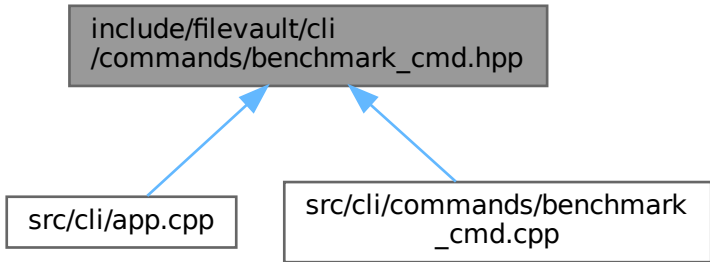 include/filevault/cli
/commands/benchmark_cmd.hpp
src/cli/app.cpp
src/cli/commands/benchmark
_cmd.cpp